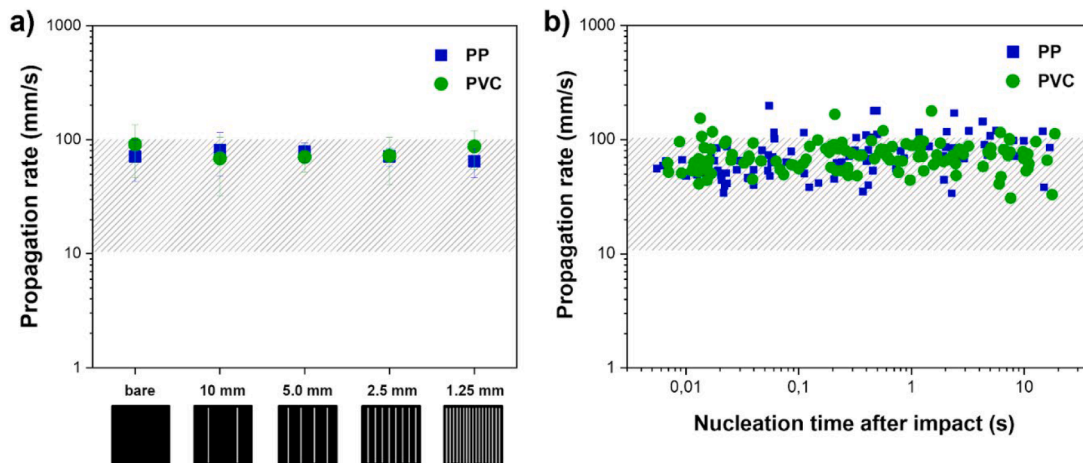 a)
Propagation rate (mm/s)
1000
100
10
1
PP
PVC
bare
10 mm
5.0 mm
2.5 mm
1.25 mm
b)
Propagation rate (mm/s)
1000
100
10
1
PP
PVC
0,01
0,1
1
10
Nucleation time after impact (s)